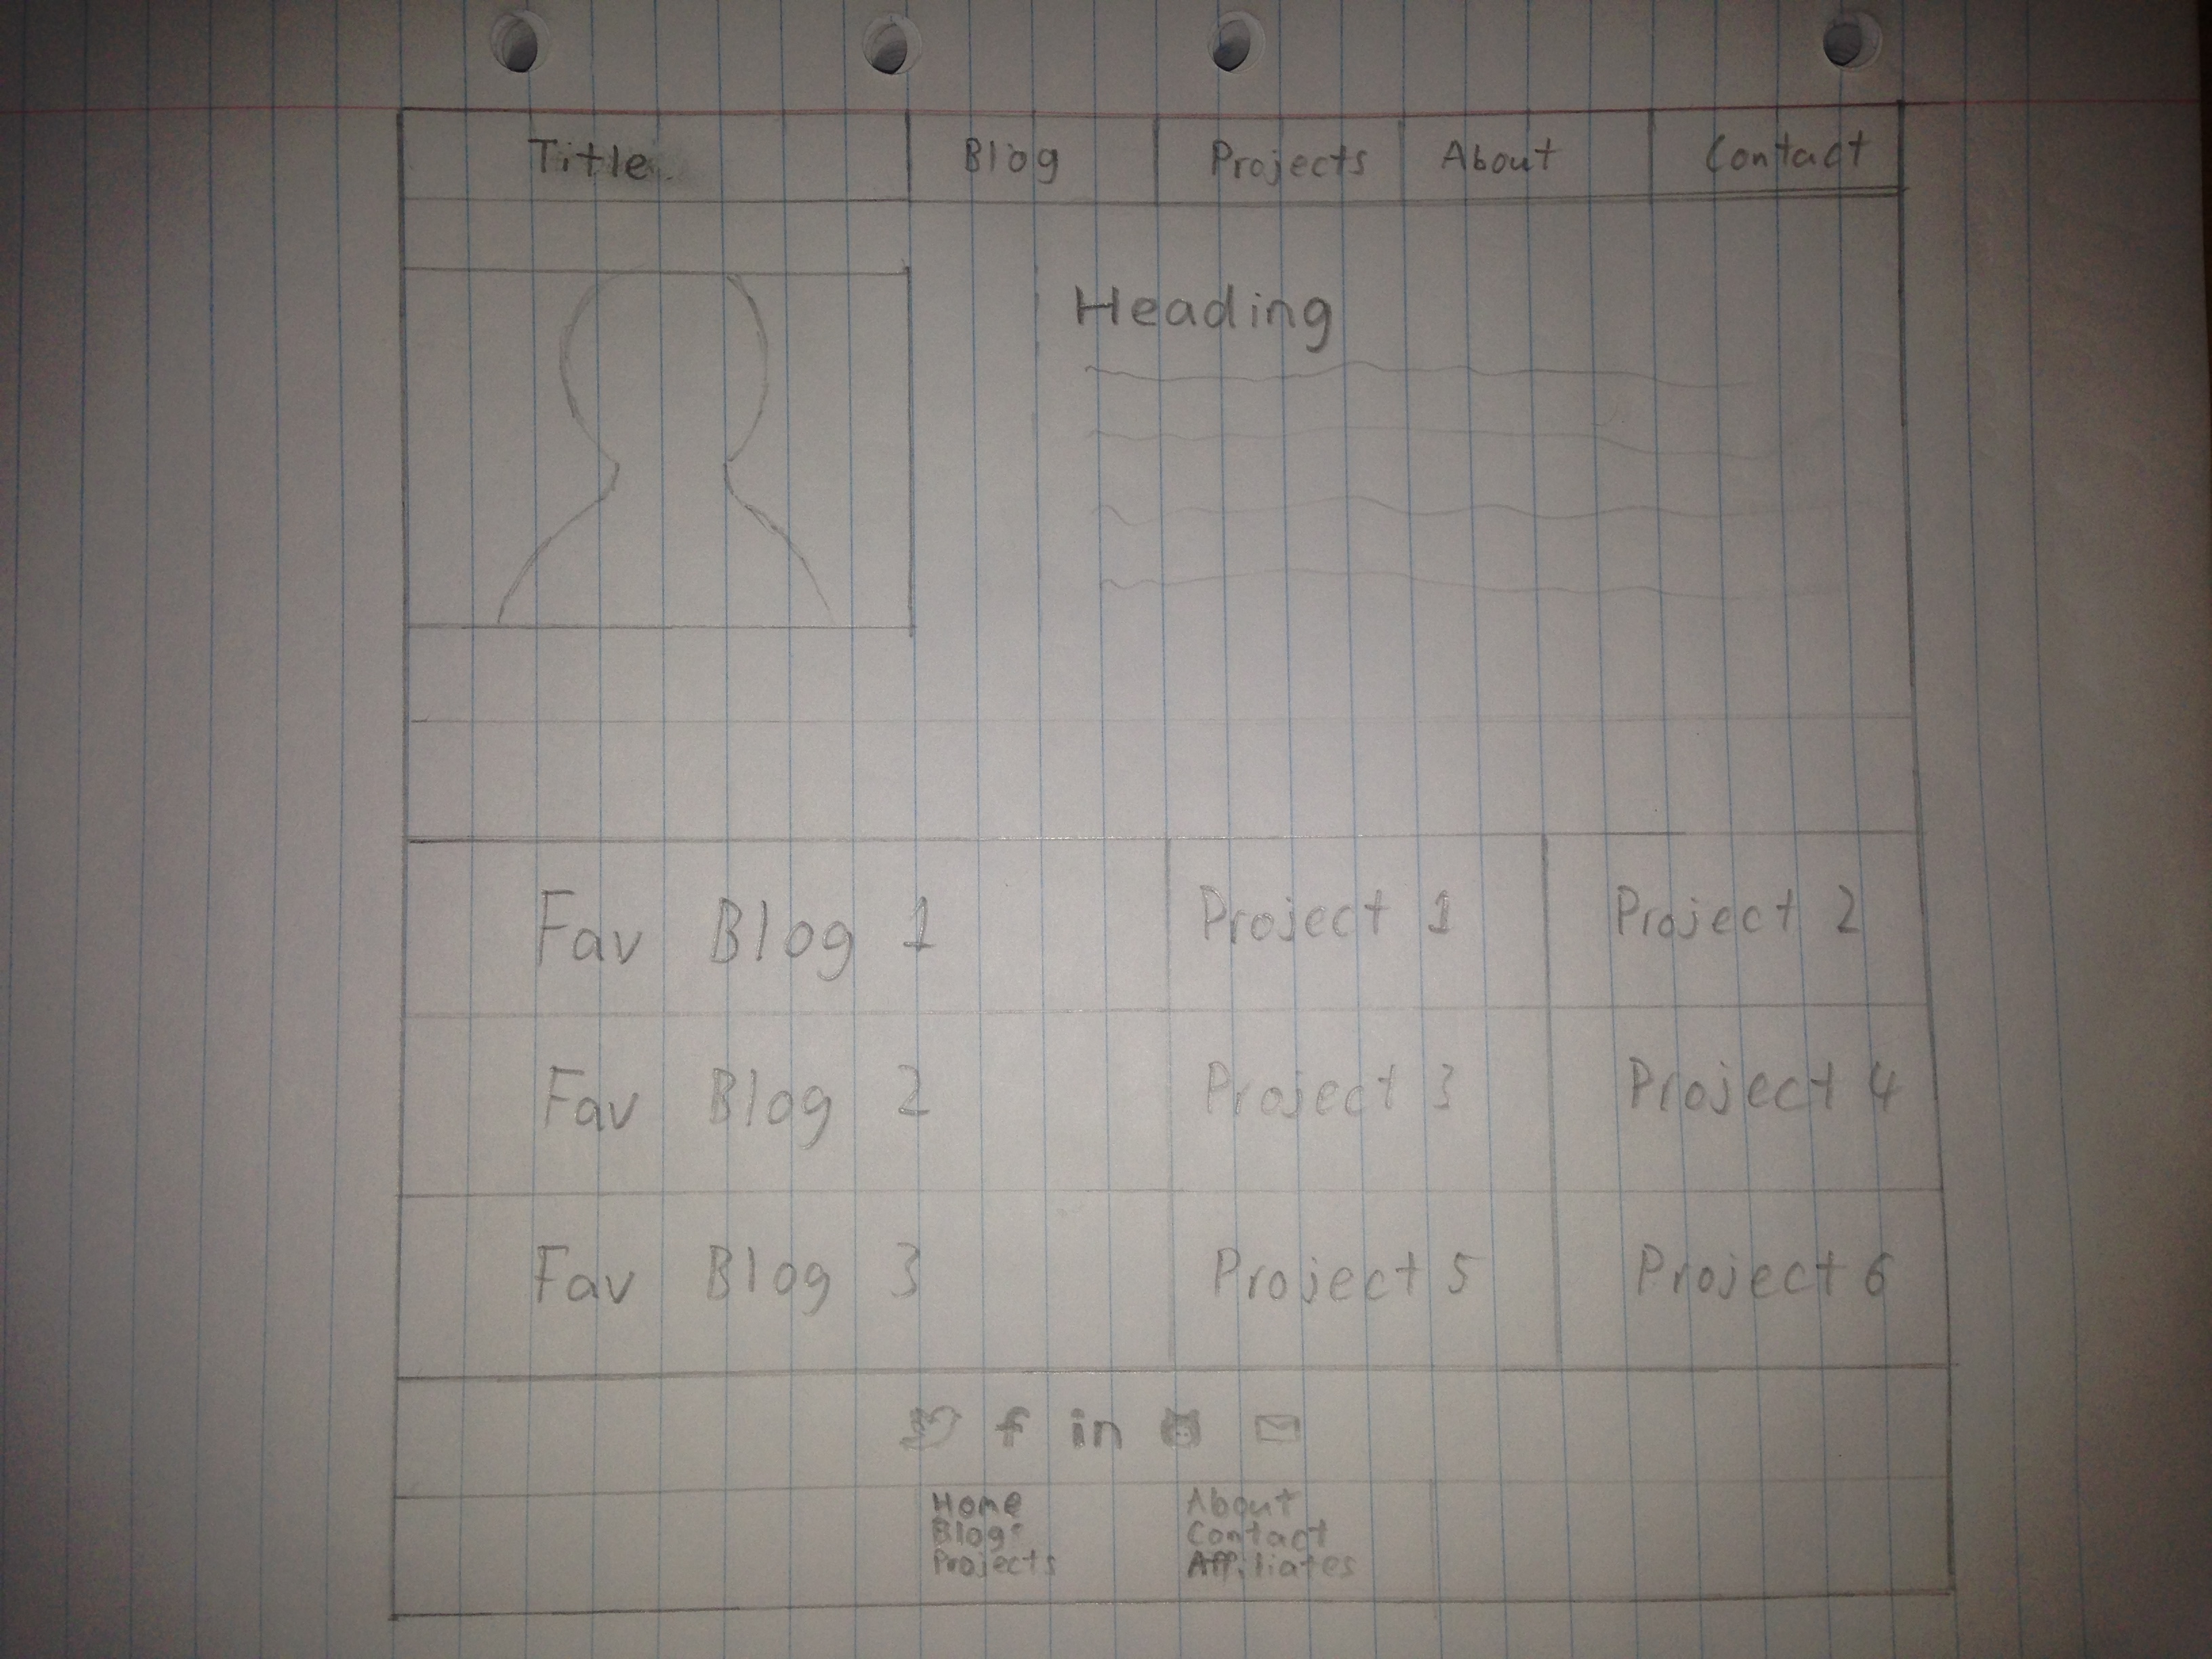 Title Blog Projects About Contact
Heading
Fav Blog 1 Project 1 Project 2
Fav Blog 2 Project 3 Project 4
Fav Blog 3 Project 5 Project 6
f in
Home About
Blog Contact
Projects Affiliates